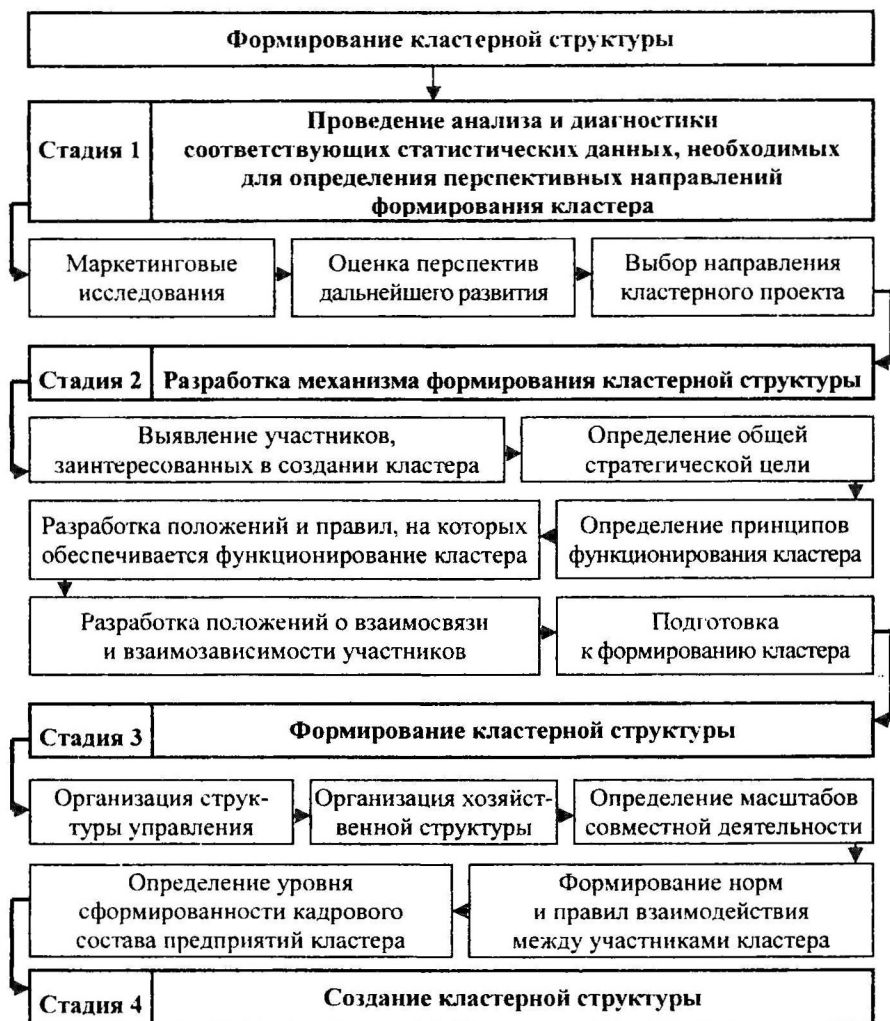 Формирование кластерной структуры
Стадия 1
Проведение анализа и диагностики
соответствующих статистических данных, необходимых
для определения перспективных направлений
формирования кластера
Маркетинговые
исследования
Оценка перспектив
дальнейшего развития
Выбор направления
кластерного проекта
Стадия 2
Разработка механизма формирования кластерной структуры
Выявление участников,
заинтересованных в создании кластера
Определение общей
стратегической цели
Разработка положений и правил, на которых
обеспечивается функционирование кластера
Определение принципов
функционирования кластера
Разработка положений о взаимосвязи
и взаимозависимости участников
Подготовка
к формированию кластера
Стадия 3
Формирование кластерной структуры
Организация струк-
туры управления
Организация хозяйст-
венной структуры
Определение масштабов
совместной деятельности
Определение уровня
сформированности кадрового
состава предприятий кластера
Формирование норм
и правил взаимодействия
между участниками кластера
Стадия 4
Создание кластерной структуры